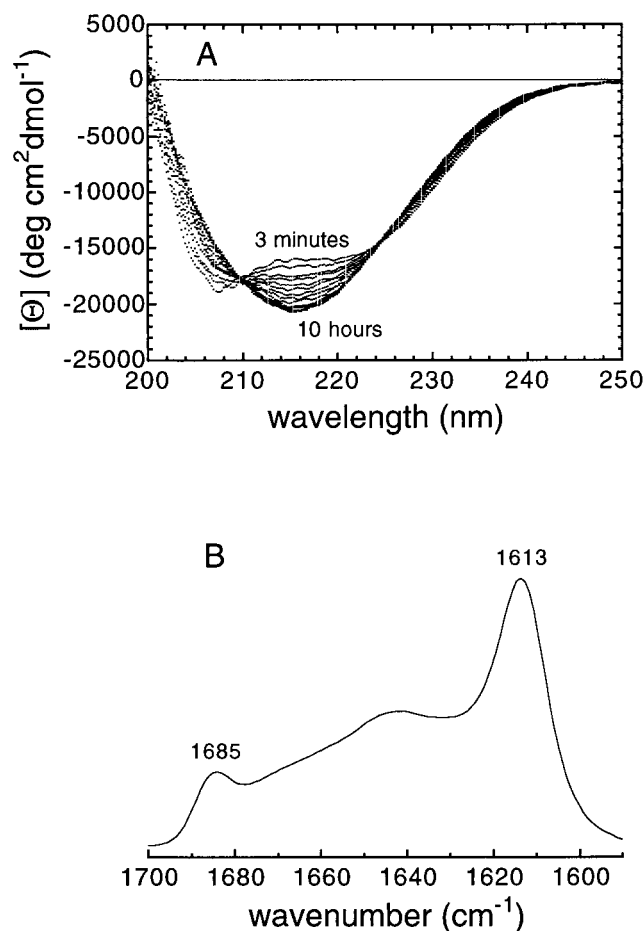 A
5000
0
-5000
-10000
-15000
-20000
-25000
[Θ] (deg cm²dmol⁻¹)
3 minutes
10 hours
200 210 220 230 240 250
wavelength (nm)
B
1613
1685
1700 1680 1660 1640 1620 1600
wavenumber (cm⁻¹)